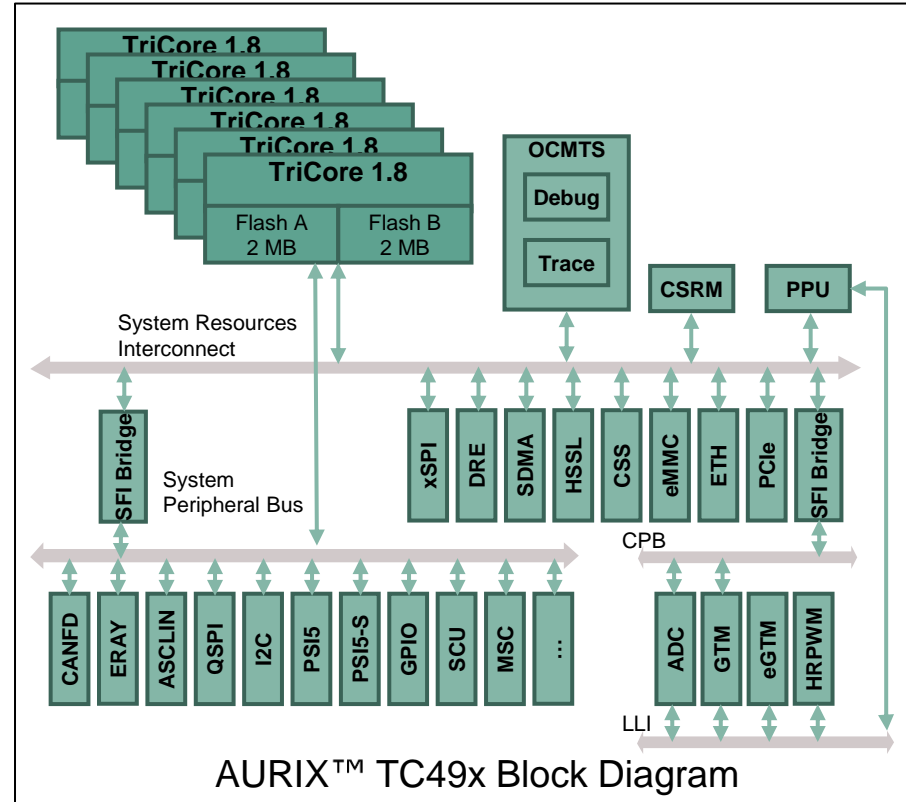 TriCore 1.8
TriCore 1.8
TriCore 1.8
TriCore 1.8
TriCore 1.8
TriCore 1.8
Flash A
2 MB
Flash B
2 MB
OCMTS
Debug
Trace
CSRM
PPU
System Resources
Interconnect
SFI Bridge
xSPI
DRE
SDMA
HSSL
CSS
eMMC
ETH
PCIe
SFI Bridge
System
Peripheral Bus
CPB
CANFD
ERAY
ASCLIN
QSPI
I2C
PSI5
PSI5-S
GPIO
SCU
MSC
...
ADC
GTM
eGTM
HRPWM
LLI
AURIX™ TC49x Block Diagram